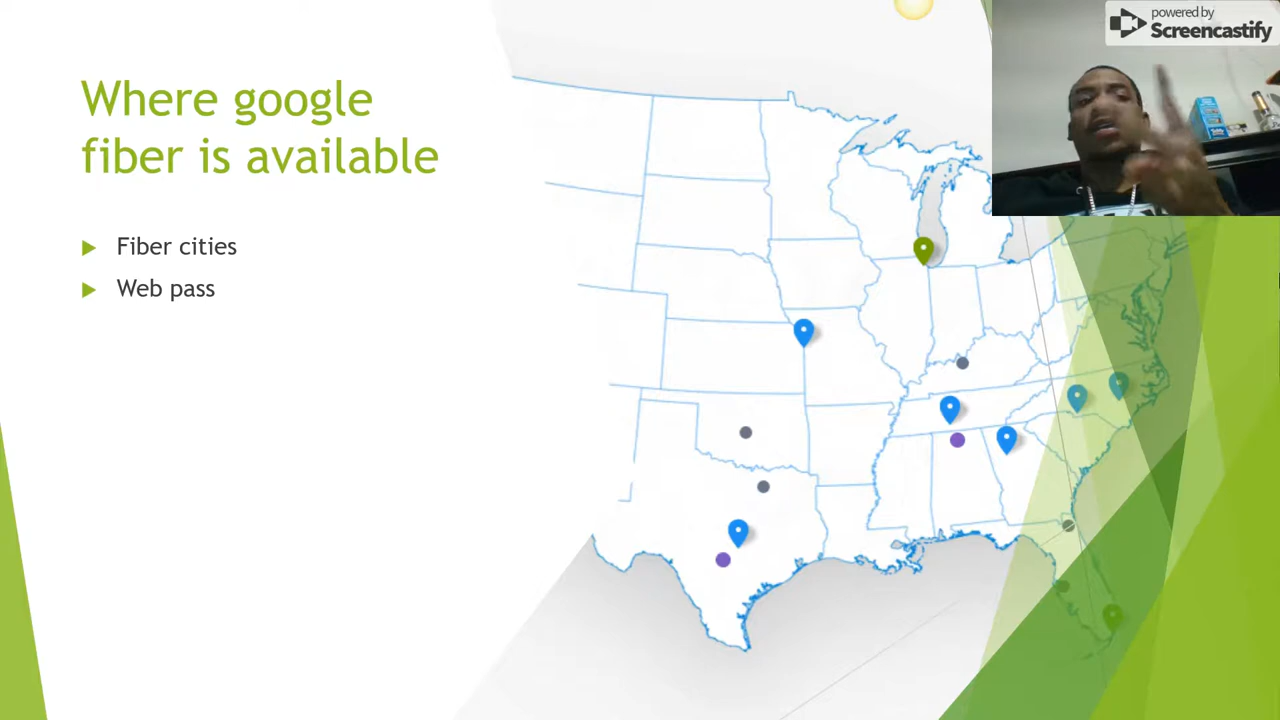 powered by
Screencastify
Where google
fiber is available
Fiber cities
Web pass